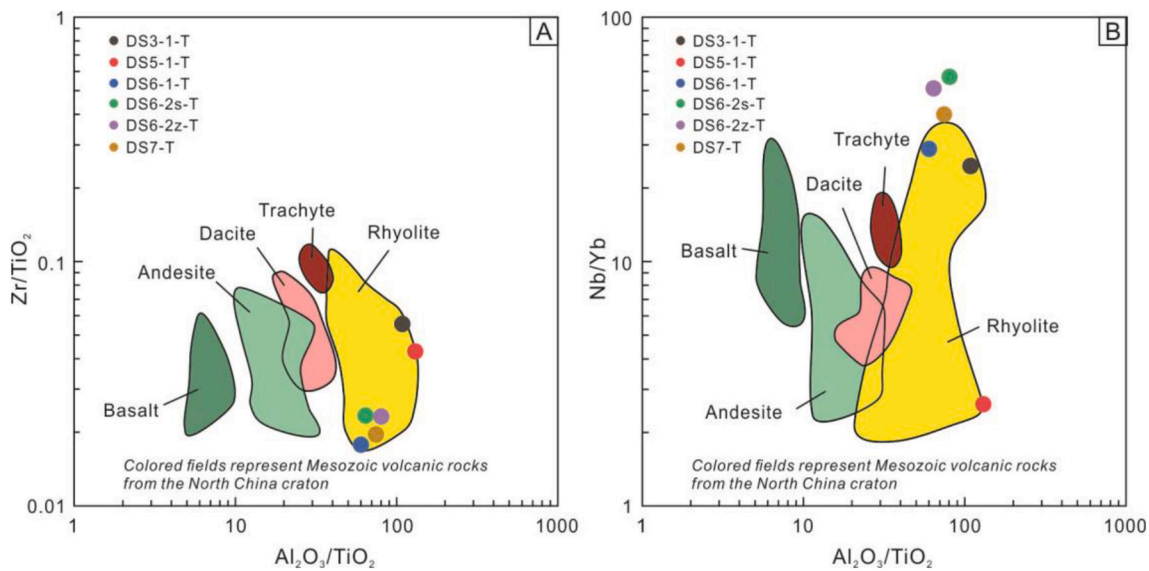 A
1
0.1
0.01
Zr/TiO₂
DS3-1-T
DS5-1-T
DS6-1-T
DS6-2s-T
DS6-2z-T
DS7-T
Trachyte
Dacite
Rhyolite
Andesite
Basalt
Colored fields represent Mesozoic volcanic rocks
from the North China craton
1
10
100
1000
Al₂O₃/TiO₂
B
100
10
1
Nb/Yb
DS3-1-T
DS5-1-T
DS6-1-T
DS6-2s-T
DS6-2z-T
DS7-T
Trachyte
Dacite
Basalt
Rhyolite
Andesite
Colored fields represent Mesozoic volcanic rocks
from the North China craton
1
10
100
1000
Al₂O₃/TiO₂